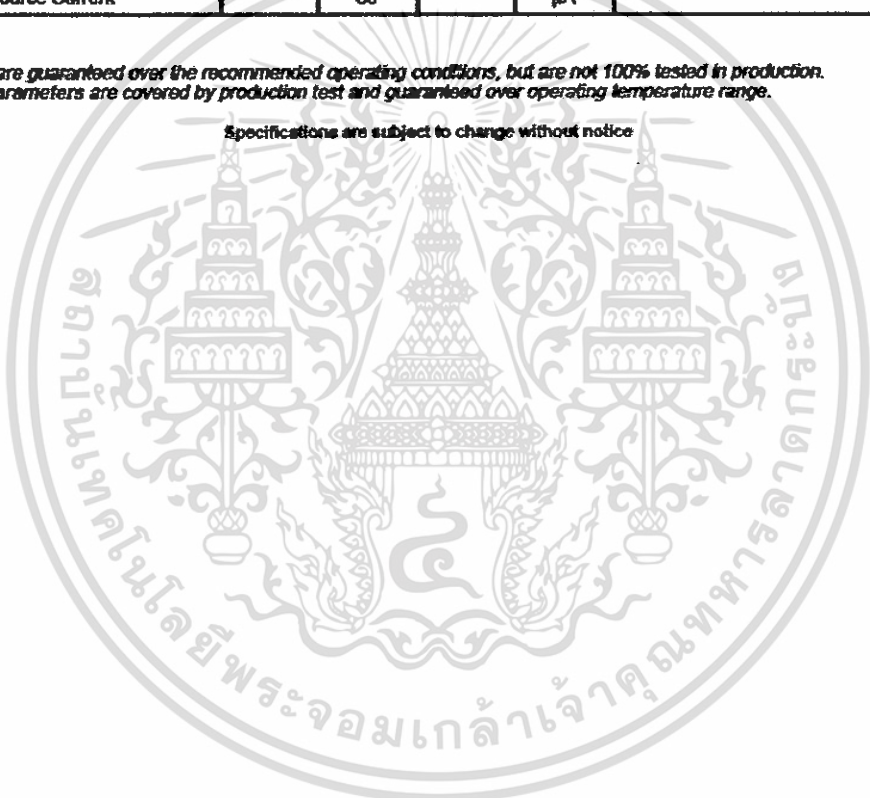 are guaranteed over the recommended operating conditions, but are not 100% tested in production.
arameters are covered by production test and guaranteed over operating temperature range.
Specifications are subject to change without notice
สถาบันเทคโนโลยีพระจอมเกล้าเจ้าคุณทหารลาดกระบัง